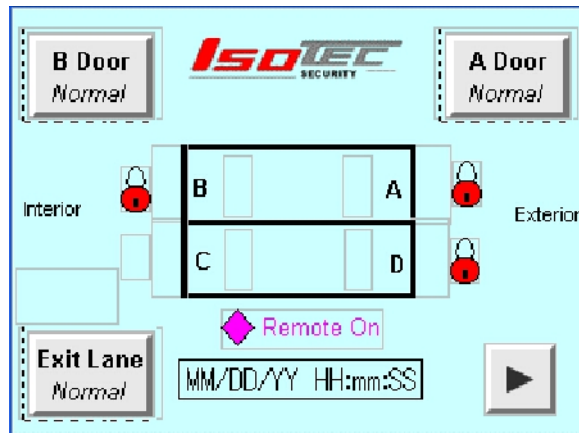 B Door
Normal
IsoTec
SECURITY
A Door
Normal
B
A
Interior
Exterior
C
D
Remote On
Exit Lane
Normal
MM/DD/YY HH:mm:SS